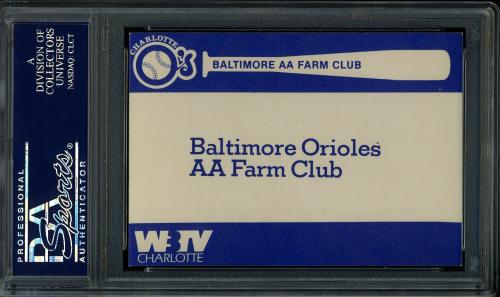 A
DIVISION OF
COLLECTORS
UNIVERSE
NASDAQ: CLCT
PROFESSIONAL
PSA
Sports
AUTHENTICATOR
CHARLOTTE O'S
BALTIMORE AA FARM CLUB
Baltimore Orioles
AA Farm Club
WBTV
CHARLOTTE